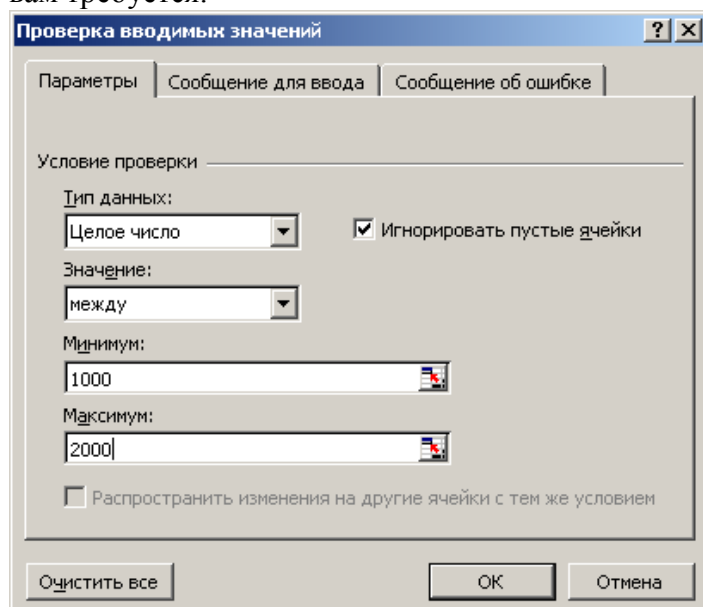 вам требуется.
Проверка вводимых значений
Параметры Сообщение для ввода Сообщение об ошибке
Условие проверки
Тип данных:
Целое число Игнорировать пустые ячейки
Значение:
между
Минимум:
1000
Максимум:
2000
Распространить изменения на другие ячейки с тем же условием
Очистить все ОК Отмена